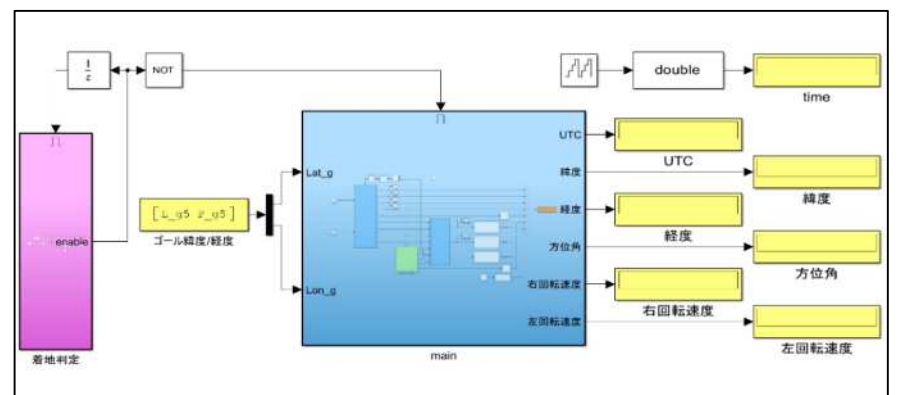 1
z
NOT
double
time
UTC
UTC
Lat_g
緯度
緯度
経度
経度
ゴール緯度/経度
enable
方位角
方位角
Lon_g
右回転速度
右回転速度
左回転速度
左回転速度
着地判定
main